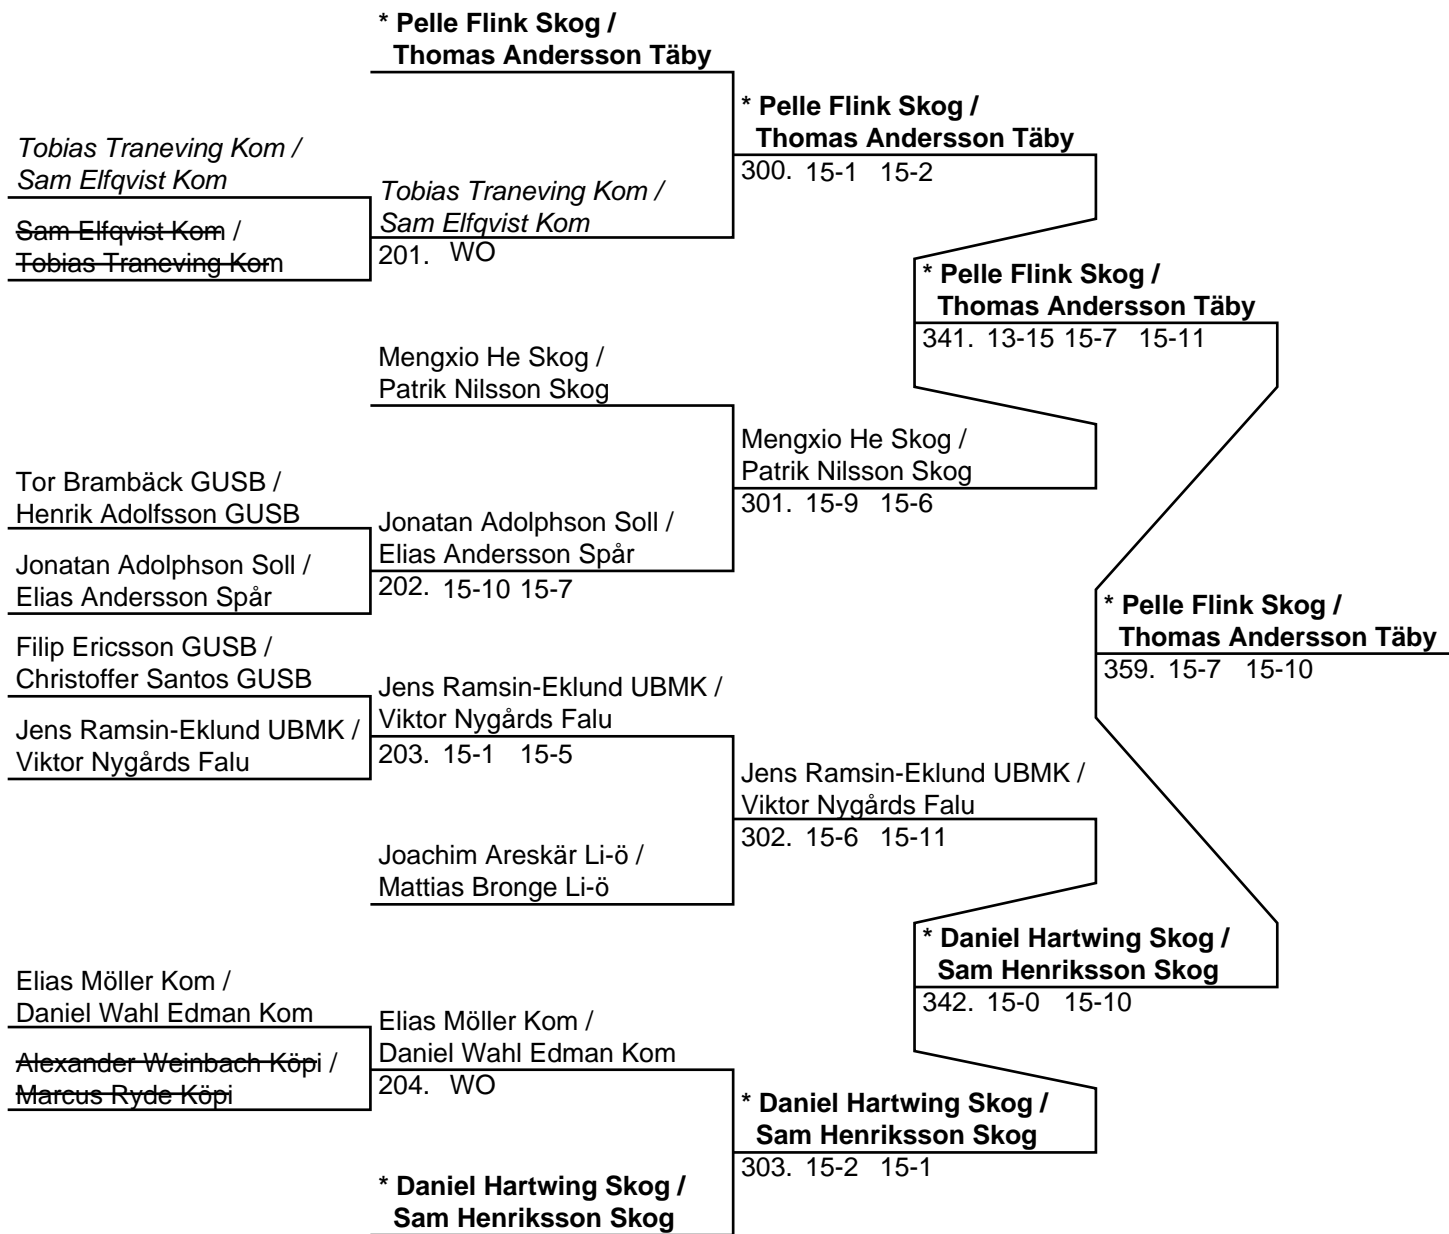 * Pelle Flink Skog /
Thomas Andersson Täby
Tobias Traneving Kom /
Sam Elfqvist Kom
Sam Elfqvist Kom /
Tobias Traneving Kom
Tobias Traneving Kom /
Sam Elfqvist Kom
201. WO
* Pelle Flink Skog /
Thomas Andersson Täby
300. 15-1 15-2
* Pelle Flink Skog /
Thomas Andersson Täby
341. 13-15 15-7 15-11
Mengxio He Skog /
Patrik Nilsson Skog
Mengxio He Skog /
Patrik Nilsson Skog
301. 15-9 15-6
Tor Brambäck GUSB /
Henrik Adolfsson GUSB
Jonatan Adolphson Soll /
Elias Andersson Spår
Jonatan Adolphson Soll /
Elias Andersson Spår
202. 15-10 15-7
* Pelle Flink Skog /
Thomas Andersson Täby
359. 15-7 15-10
Filip Ericsson GUSB /
Christoffer Santos GUSB
Jens Ramsin-Eklund UBMK /
Viktor Nygårds Falu
Jens Ramsin-Eklund UBMK /
Viktor Nygårds Falu
203. 15-1 15-5
Jens Ramsin-Eklund UBMK /
Viktor Nygårds Falu
302. 15-6 15-11
Joachim Areskär Li-ö /
Mattias Bronge Li-ö
* Daniel Hartwing Skog /
Sam Henriksson Skog
342. 15-0 15-10
Elias Möller Kom /
Daniel Wahl Edman Kom
Alexander Weinbach Köpi /
Marcus Ryde Köpi
Elias Möller Kom /
Daniel Wahl Edman Kom
204. WO
* Daniel Hartwing Skog /
Sam Henriksson Skog
303. 15-2 15-1
* Daniel Hartwing Skog /
Sam Henriksson Skog